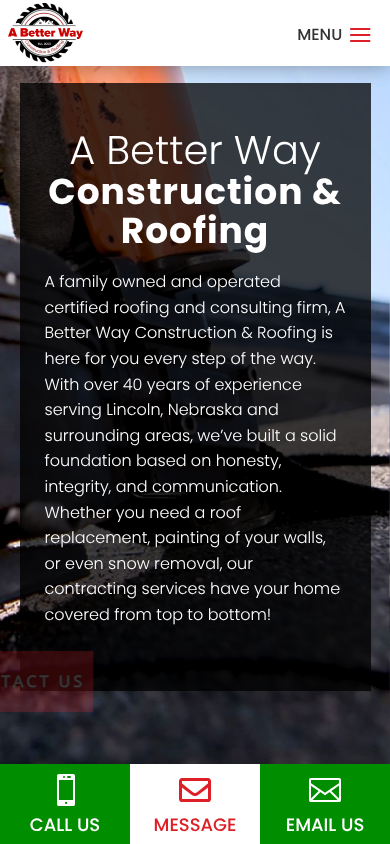 A Better Way
MENU
A Better Way
Construction &
Roofing
A family owned and operated
certified roofing and consulting firm, A
Better Way Construction & Roofing is
here for you every step of the way.
With over 40 years of experience
serving Lincoln, Nebraska and
surrounding areas, we've built a solid
foundation based on honesty,
integrity, and communication.
Whether you need a roof
replacement, painting of your walls,
or even snow removal, our
contracting services have your home
covered from top to bottom!
TACT US
CALL US
MESSAGE
EMAIL US